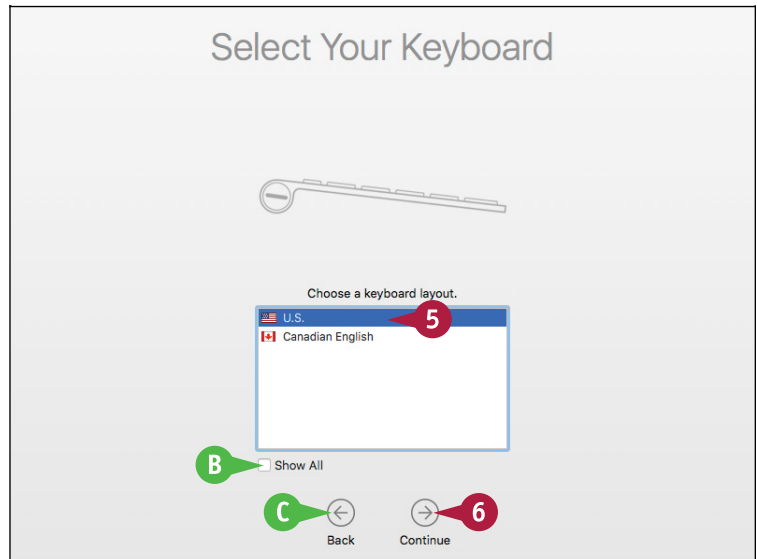 Select Your Keyboard
Choose a keyboard layout.
U.S.
5
Canadian English
B
Show All
C
6
Back
Continue